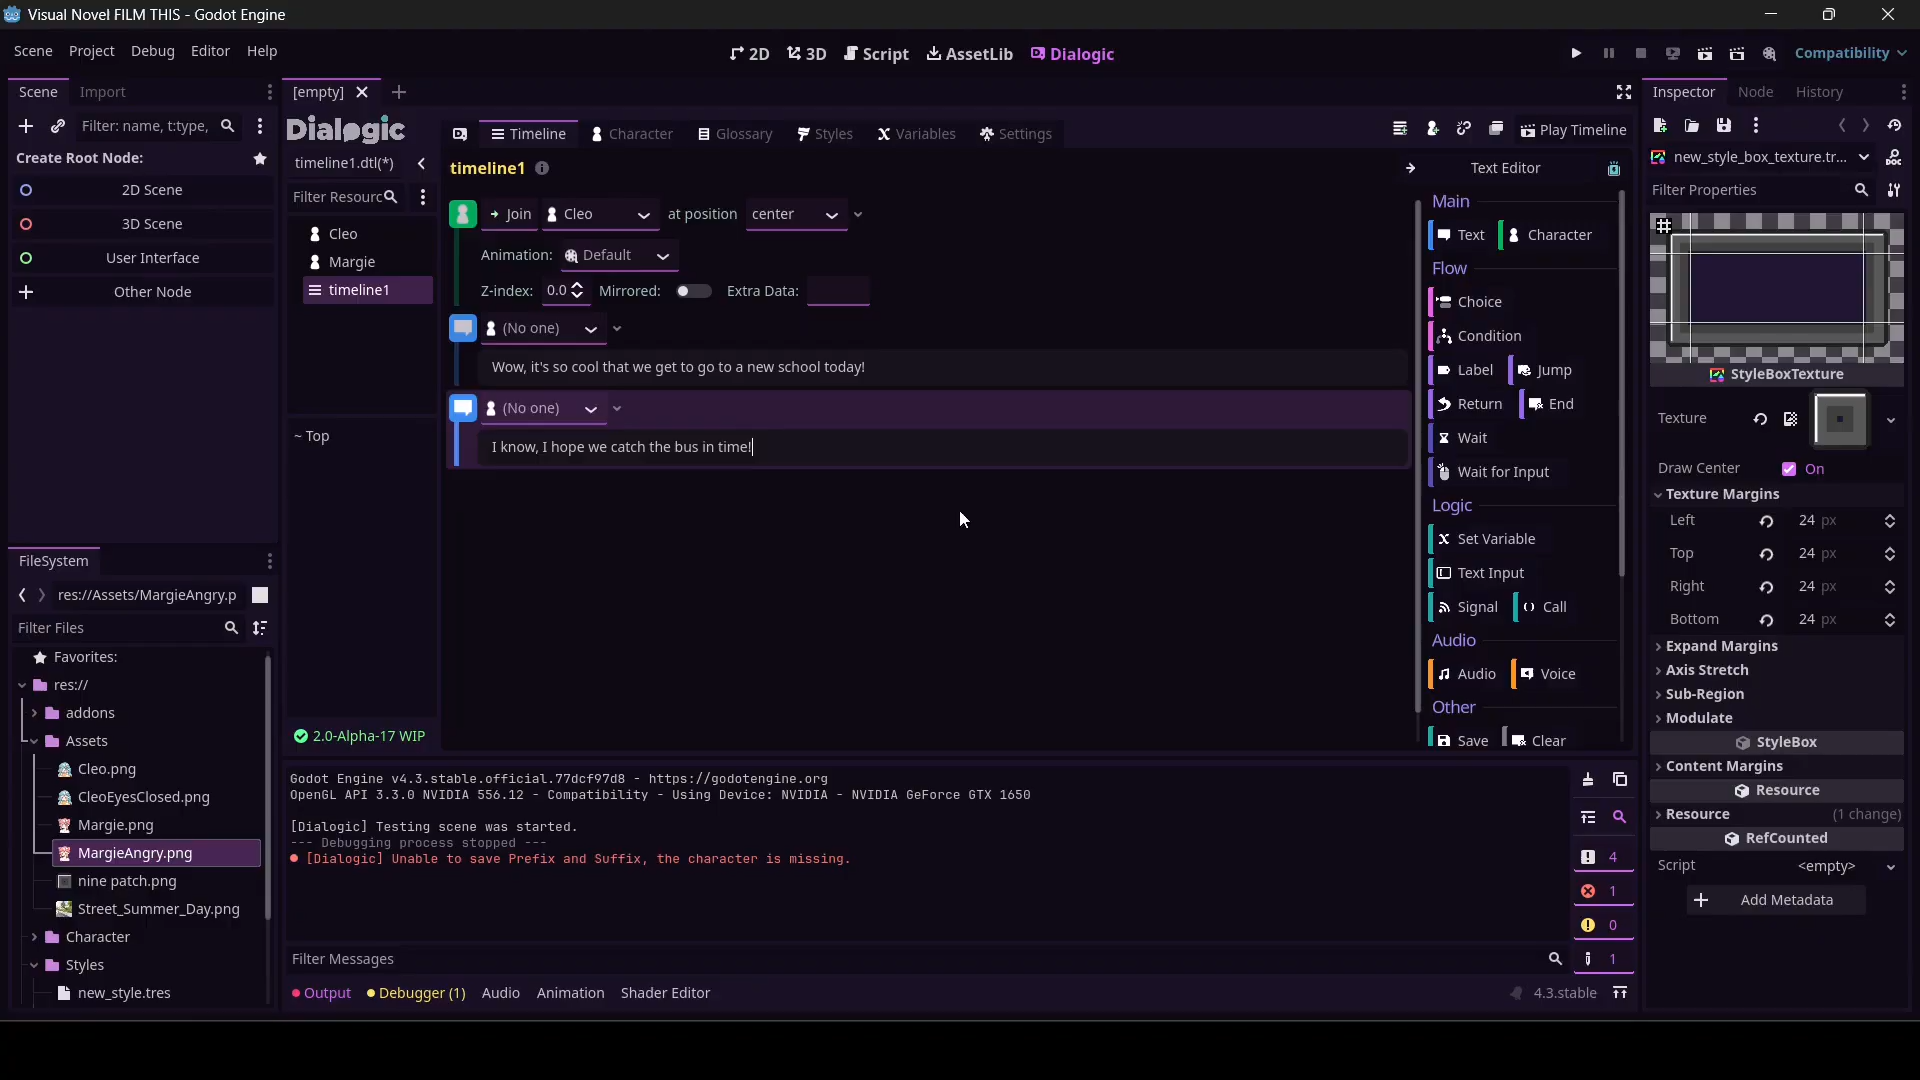 Visual Novel FILM THIS - Godot Engine
Scene Project Debug Editor Help
2D 3D Script AssetLib Dialogic
Compatibility
Scene Import
[empty]
Inspector Node History
Filter: name, t:type,
Create Root Node:
2D Scene
3D Scene
User Interface
Other Node
Dialogic
Timeline Character Glossary Styles Variables Settings
Play Timeline
timeline1.dtl(*)
Filter Resourc
Cleo
Margie
timeline1
~ Top
2.0-Alpha-17 WIP
timeline1
Join Cleo at position center
Animation: Default
Z-index: 0.0 Mirrored: Extra Data:
(No one)
Wow, it's so cool that we get to go to a new school today!
(No one)
I know, I hope we catch the bus in time!
Text Editor
Main
Text Character
Flow
Choice
Condition
Label Jump
Return End
Wait
Wait for Input
Logic
Set Variable
Text Input
Signal Call
Audio
Audio Voice
Other
Save Clear
new_style_box_texture.tr...
Filter Properties
StyleBoxTexture
Texture
Draw Center On
Texture Margins
Left 24 px
Top 24 px
Right 24 px
Bottom 24 px
Expand Margins
Axis Stretch
Sub-Region
Modulate
StyleBox
Content Margins
Resource
Resource (1 change)
RefCounted
Script <empty>
Add Metadata
FileSystem
res://Assets/MargieAngry.p
Filter Files
Favorites:
res://
addons
Assets
Cleo.png
CleoEyesClosed.png
Margie.png
MargieAngry.png
nine patch.png
Street_Summer_Day.png
Character
Styles
new_style.tres
Godot Engine v4.3.stable.official.77dcf97d8 - https://godotengine.org
OpenGL API 3.3.0 NVIDIA 556.12 - Compatibility - Using Device: NVIDIA - NVIDIA GeForce GTX 1650
[Dialogic] Testing scene was started.
--- Debugging process stopped ---
[Dialogic] Unable to save Prefix and Suffix, the character is missing.
4
1
0
1
Filter Messages
Output Debugger (1) Audio Animation Shader Editor
4.3.stable